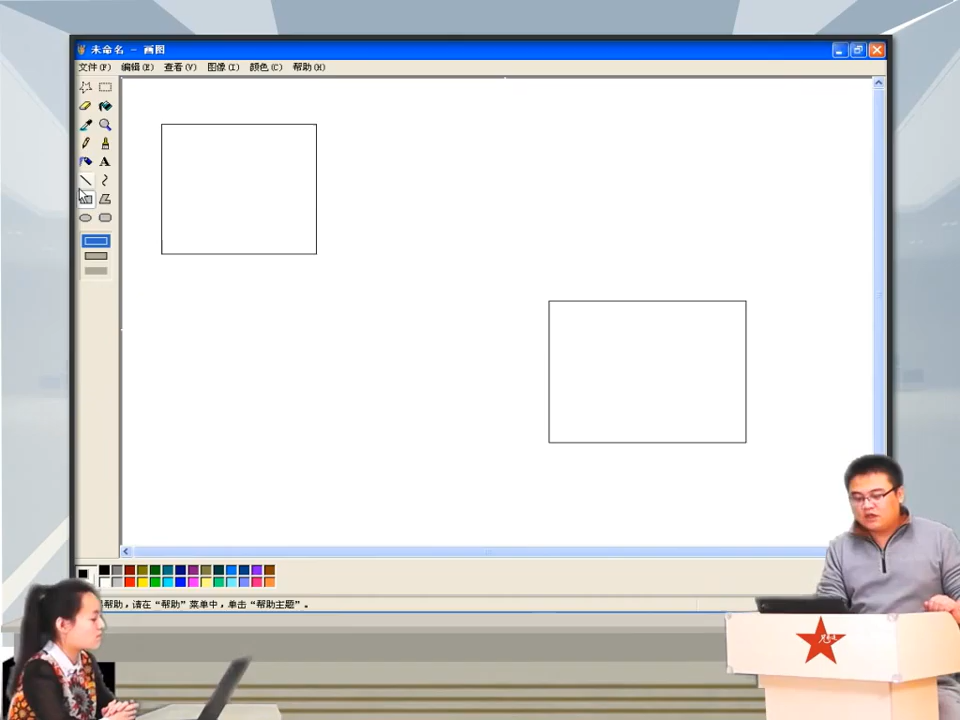 未命名 - 画图
文件(F) 编辑(E) 查看(V) 图像(I) 颜色(C) 帮助(H)
A
帮助，请在“帮助”菜单中，单击“帮助主题”。